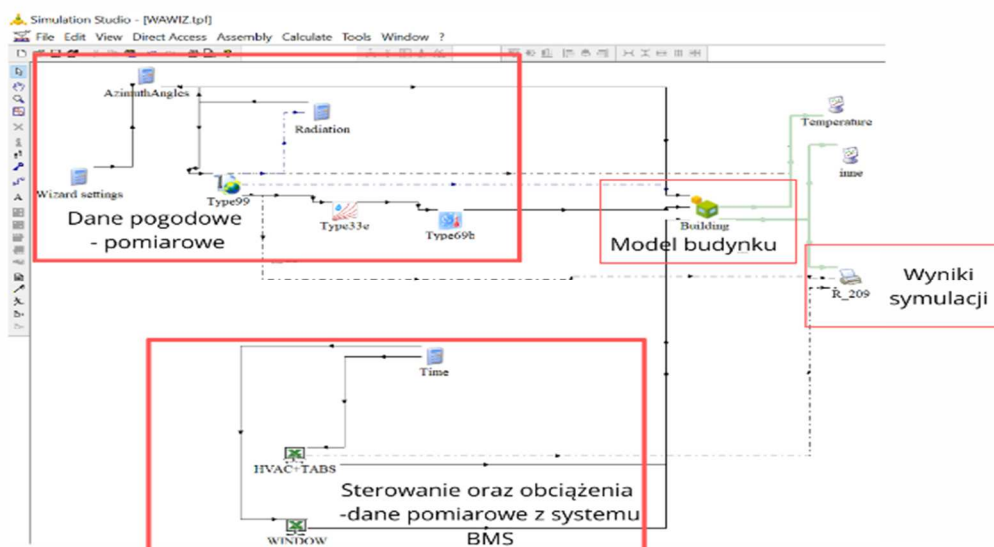 Simulation Studio - [WAWIZ.tpf]
File Edit View Direct Access Assembly Calculate Tools Window ?
AzimuthAngles
Radiation
Temperature
Wizard settings
Type99
inne
Dane pogodowe
- pomiarowe
Type33e
Type69b
Building
Model budynku
Wyniki
symulacji
R_209
Time
HVAC+TABS
Sterowanie oraz obciążenia
-dane pomiarowe z systemu
BMS
WINDOW